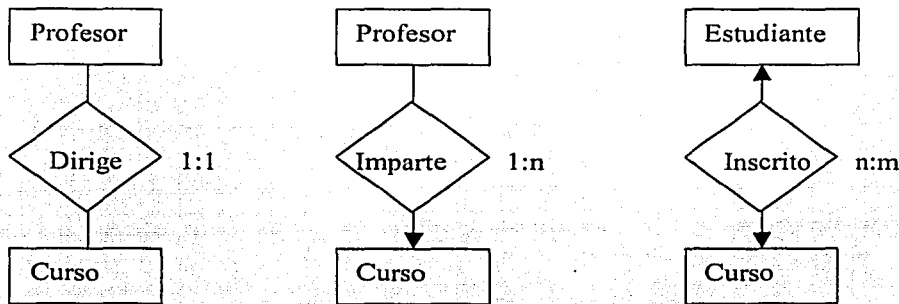 Profesor
Dirige
1:1
Curso
Profesor
Imparte
1:n
Curso
Estudiante
Inscrito
n:m
Curso